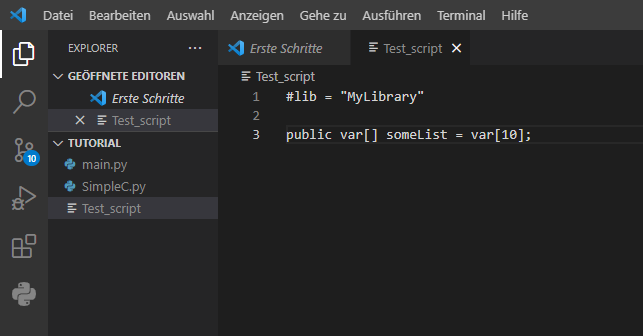 Datei Bearbeiten Auswahl Anzeigen Gehe zu Ausführen Terminal Hilfe
EXPLORER ...
GEÖFFNETE EDITOREN
Erste Schritte
Test_script
TUTORIAL
main.py
SimpleC.py
Test_script
10
Erste Schritte Test_script
Test_script
1 #lib = "MyLibrary"
2
3 public var[] someList = var[10];